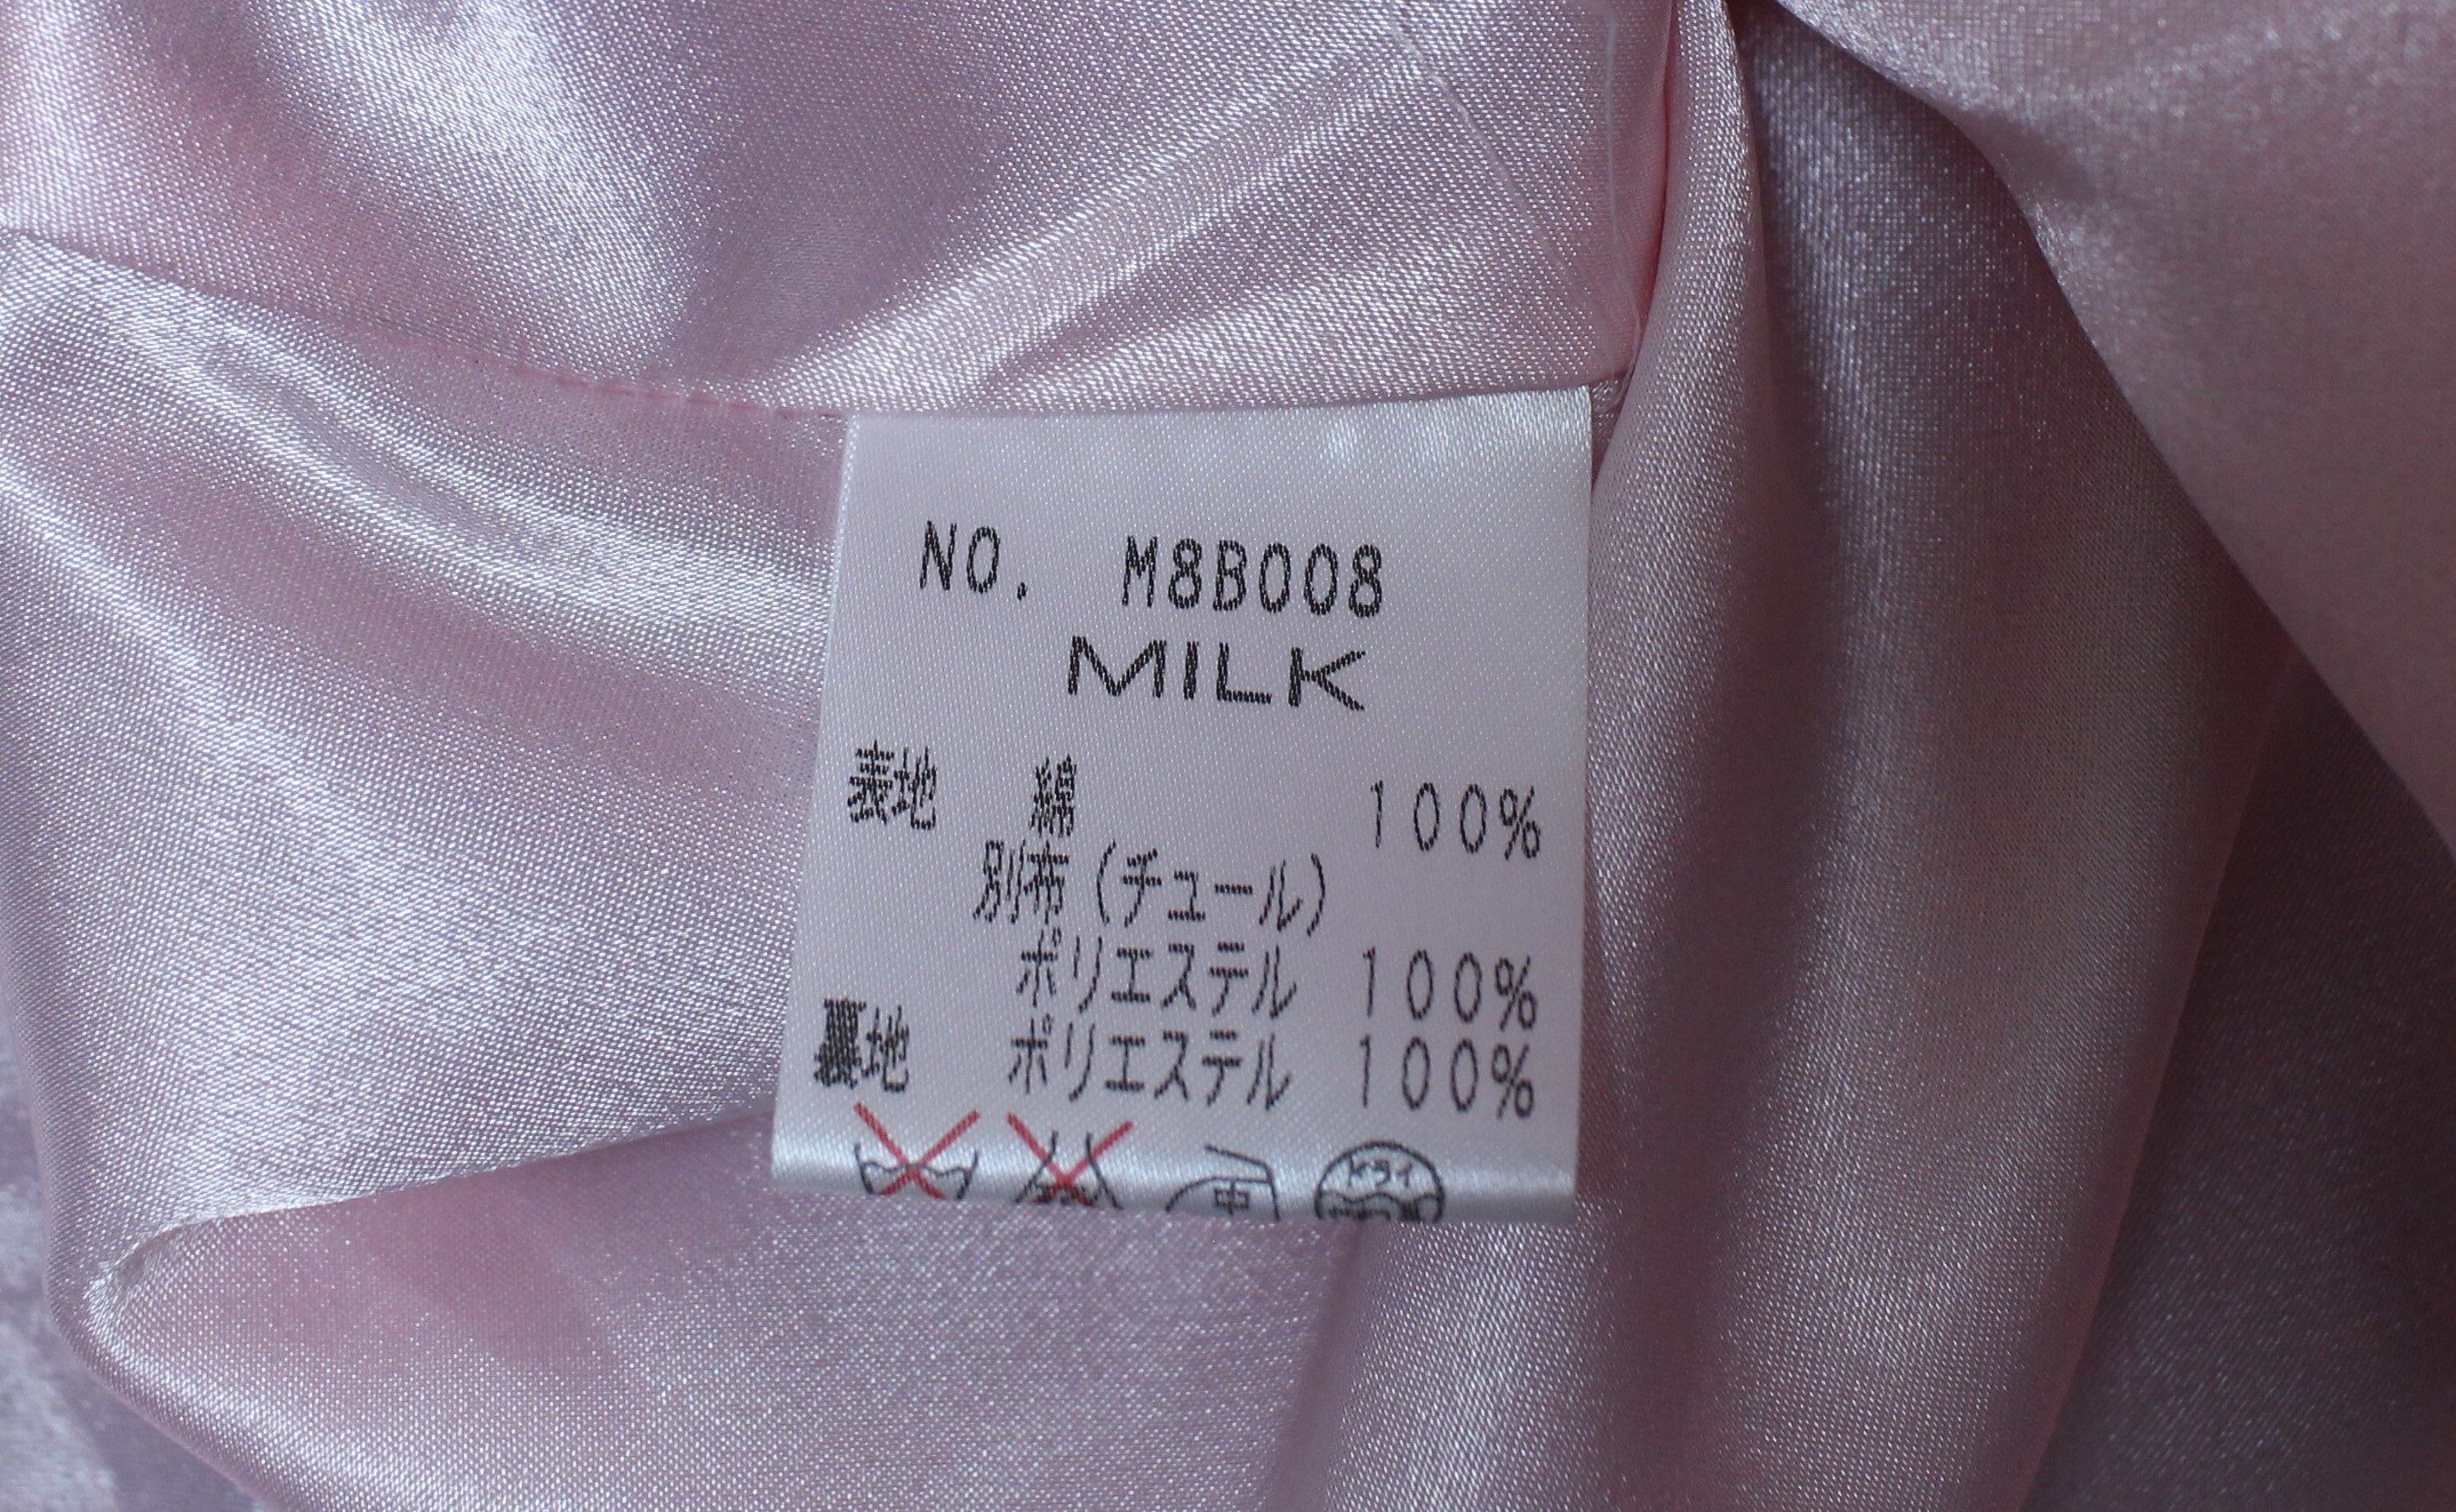 NO. M8B008
MILK
表地 綿 100%
別布(チュール)
ポリエステル 100%
裏地 ポリエステル 100%
中 ドライ